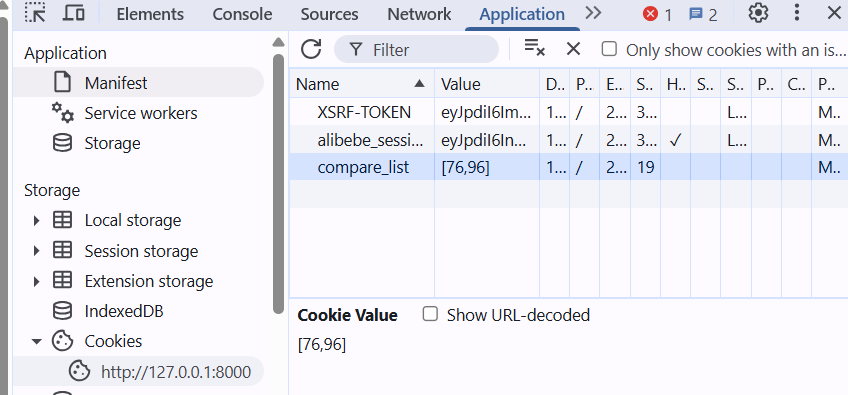 Elements Console Sources Network Application 1 2
Application
Manifest
Service workers
Storage
Storage
Local storage
Session storage
Extension storage
IndexedDB
Cookies
http://127.0.0.1:8000
Filter Only show cookies with an is...
Name Value D.. P.. E.. S.. H.. S.. S.. P.. C.. P..
XSRF-TOKEN eyJpdiI6Im... 1... / 2... 3... L... M...
alibebe_sessi... eyJpdiI6In... 1... / 2... 3... ✓ L... M...
compare_list [76,96] 1... / 2... 19 M...
Cookie Value Show URL-decoded
[76,96]